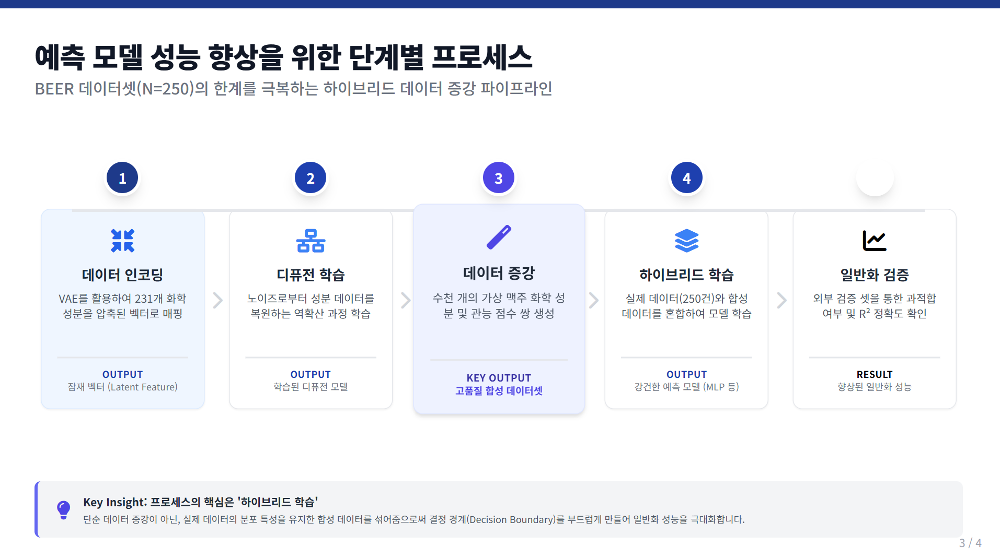 예측 모델 성능 향상을 위한 단계별 프로세스
BEER 데이터셋(N=250)의 한계를 극복하는 하이브리드 데이터 증강 파이프라인
1
데이터 인코딩
VAE를 활용하여 231개 화학
성분을 압축된 벡터로 매핑
OUTPUT
잠재 벡터 (Latent Feature)
2
디퓨전 학습
노이즈로부터 성분 데이터를
복원하는 역확산 과정 학습
OUTPUT
학습된 디퓨전 모델
3
데이터 증강
수천 개의 가상 맥주 화학 성
분 및 관능 점수 쌍 생성
KEY OUTPUT
고품질 합성 데이터셋
4
하이브리드 학습
실제 데이터(250건)와 합성
데이터를 혼합하여 모델 학습
OUTPUT
강건한 예측 모델 (MLP 등)
일반화 검증
외부 검증 셋을 통한 과적합
여부 및 R² 정확도 확인
RESULT
향상된 일반화 성능
Key Insight: 프로세스의 핵심은 '하이브리드 학습'
단순 데이터 증강이 아닌, 실제 데이터의 분포 특성을 유지한 합성 데이터를 섞어줌으로써 결정 경계(Decision Boundary)를 부드럽게 만들어 일반화 성능을 극대화합니다.
3 / 4